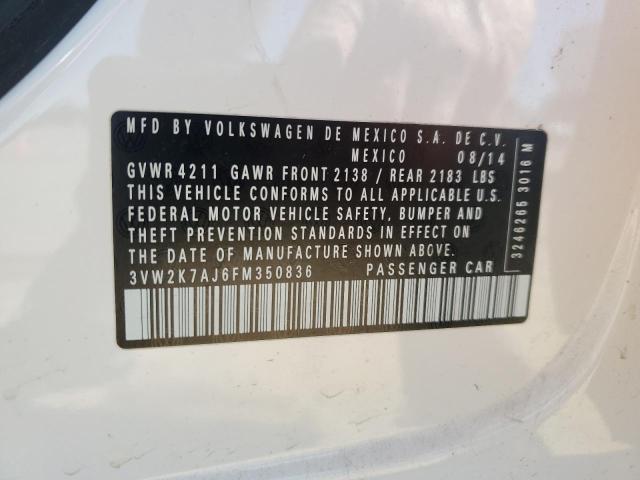 MFD BY VOLKSWAGEN DE MEXICO S.A. DE C.V.
MEXICO 08/14
GVWR 4211 GAWR FRONT 2138 / REAR 2183 LBS
THIS VEHICLE CONFORMS TO ALL APPLICABLE U.S.
FEDERAL MOTOR VEHICLE SAFETY, BUMPER AND
THEFT PREVENTION STANDARDS IN EFFECT ON
THE DATE OF MANUFACTURE SHOWN ABOVE.
3VW2K7AJ6FM350836 PASSENGER CAR
3246265 3016 M